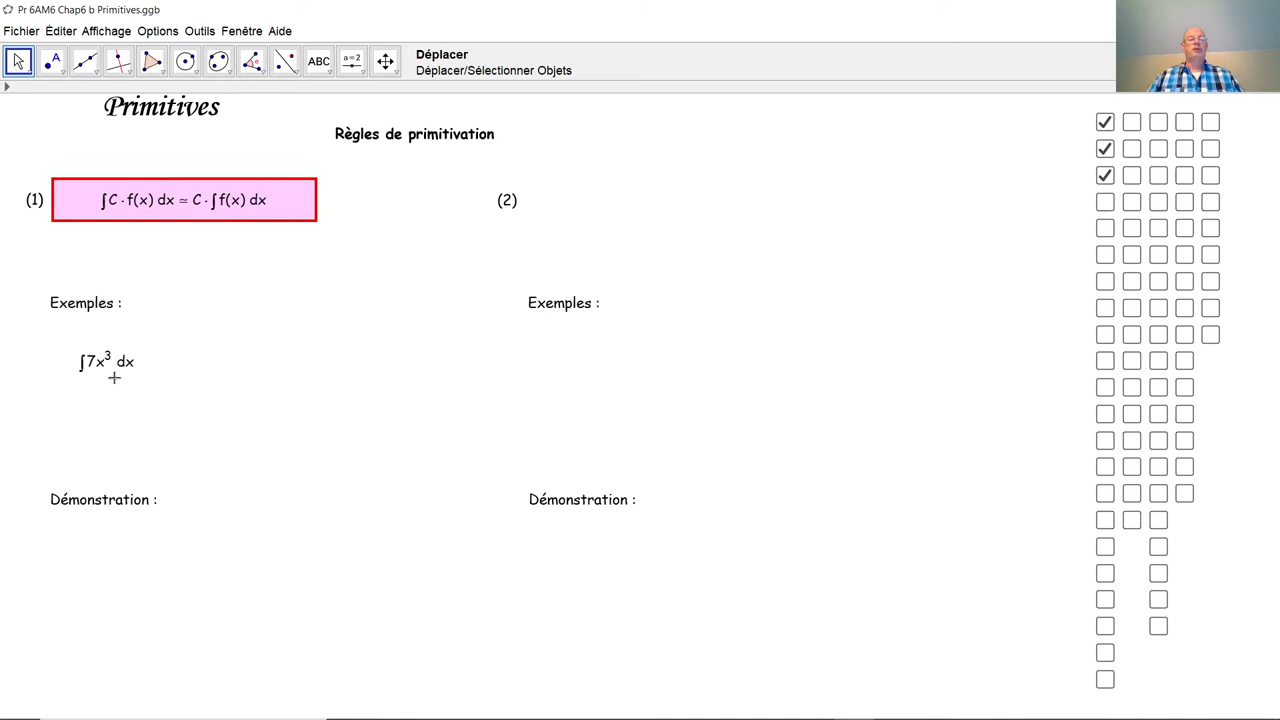 Pr 6AM6 Chap6 b Primitives.ggb
Fichier Éditer Affichage Options Outils Fenêtre Aide
A ABC a=2 Déplacer
Déplacer/Sélectionner Objets
Primitives
Règles de primitivation
(1) ∫C · f(x) dx ≃ C · ∫f(x) dx (2)
Exemples : Exemples :
∫7x³ dx
Démonstration : Démonstration :